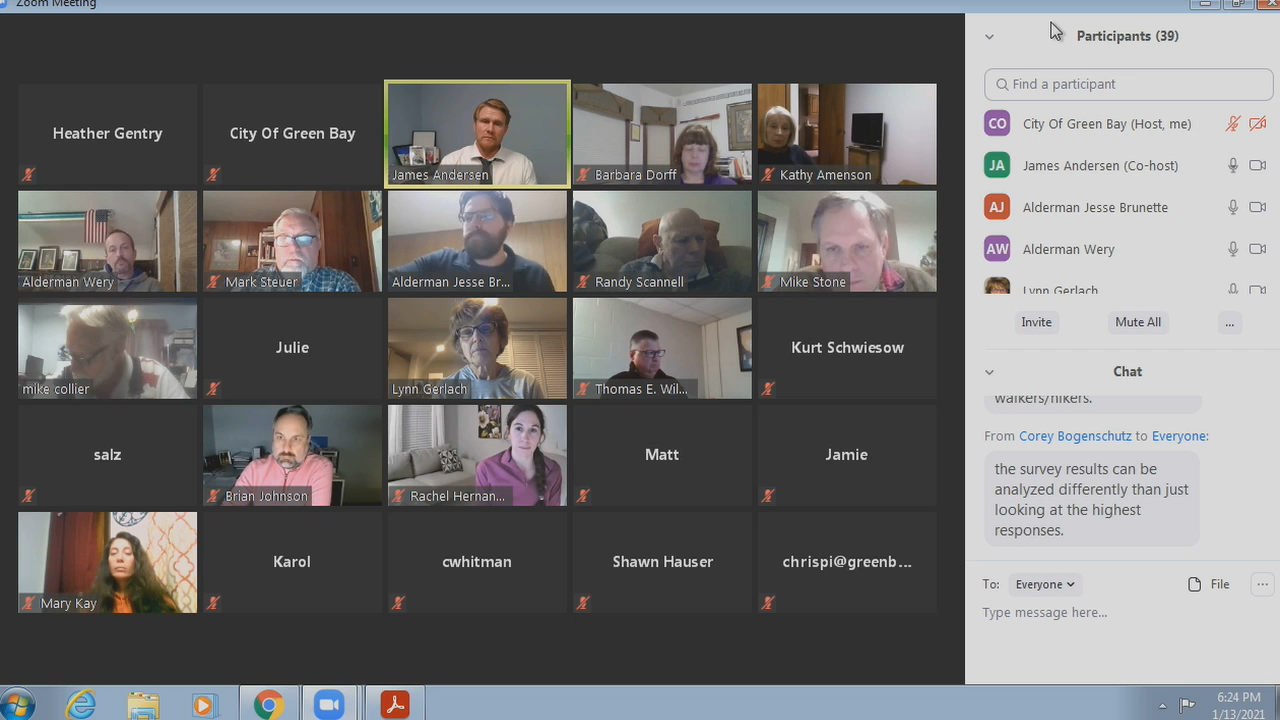 Zoom Meeting
Heather Gentry
City Of Green Bay
James Andersen
Barbara Dorff
Kathy Amenson
Alderman Wery
Mark Steuer
Alderman Jesse Br...
Randy Scannell
Mike Stone
mike collier
Julie
Lynn Gerlach
Thomas E. Wil...
Kurt Schwiesow
salz
Brian Johnson
Rachel Hernan...
Matt
Jamie
Mary Kay
Karol
cwhitman
Shawn Hauser
chrispi@greenb...
Participants (39)
Find a participant
CO City Of Green Bay (Host, me)
JA James Andersen (Co-host)
AJ Alderman Jesse Brunette
AW Alderman Wery
Lynn Gerlach
Invite Mute All ...
Chat
walkers/hikers.
From Corey Bogenschutz to Everyone:
the survey results can be
analyzed differently than just
looking at the highest
responses.
To: Everyone File ...
Type message here...
6:24 PM
1/13/2021